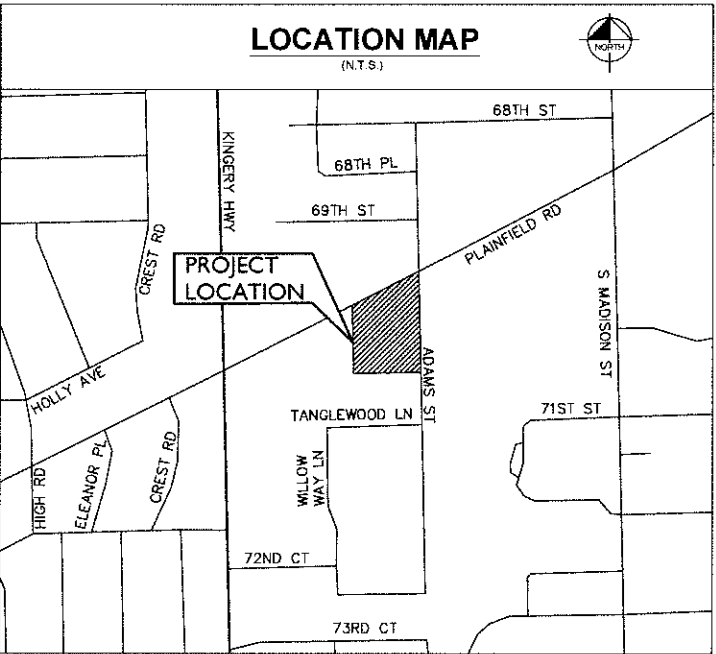 LOCATION MAP
(N.T.S.)
NORTH
68TH ST
KINGERY HWY
68TH PL
69TH ST
PLAINFIELD RD
CREST RD
PROJECT
LOCATION
S MADISON ST
ADAMS ST
HOLLY AVE
TANGLEWOOD LN
71ST ST
HIGH RD
ELEANOR PL
CREST RD
WILLOW
WAY LN
72ND CT
73RD CT